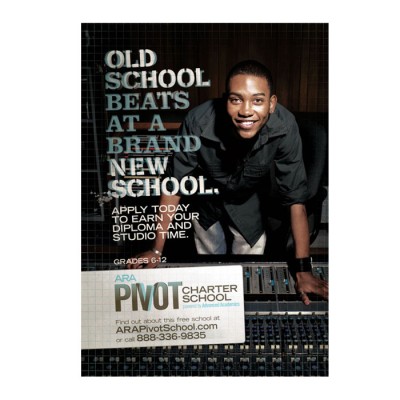 OLD
SCHOOL
BEATS
AT A
BRAND
NEW
SCHOOL.
APPLY TODAY
TO EARN YOUR
DIPLOMA AND
STUDIO TIME.
GRADES 6-12
ARA
PIVOT CHARTER
SCHOOL
Find out about this free school at
ARAPivotSchool.com
or call 888-336-9835